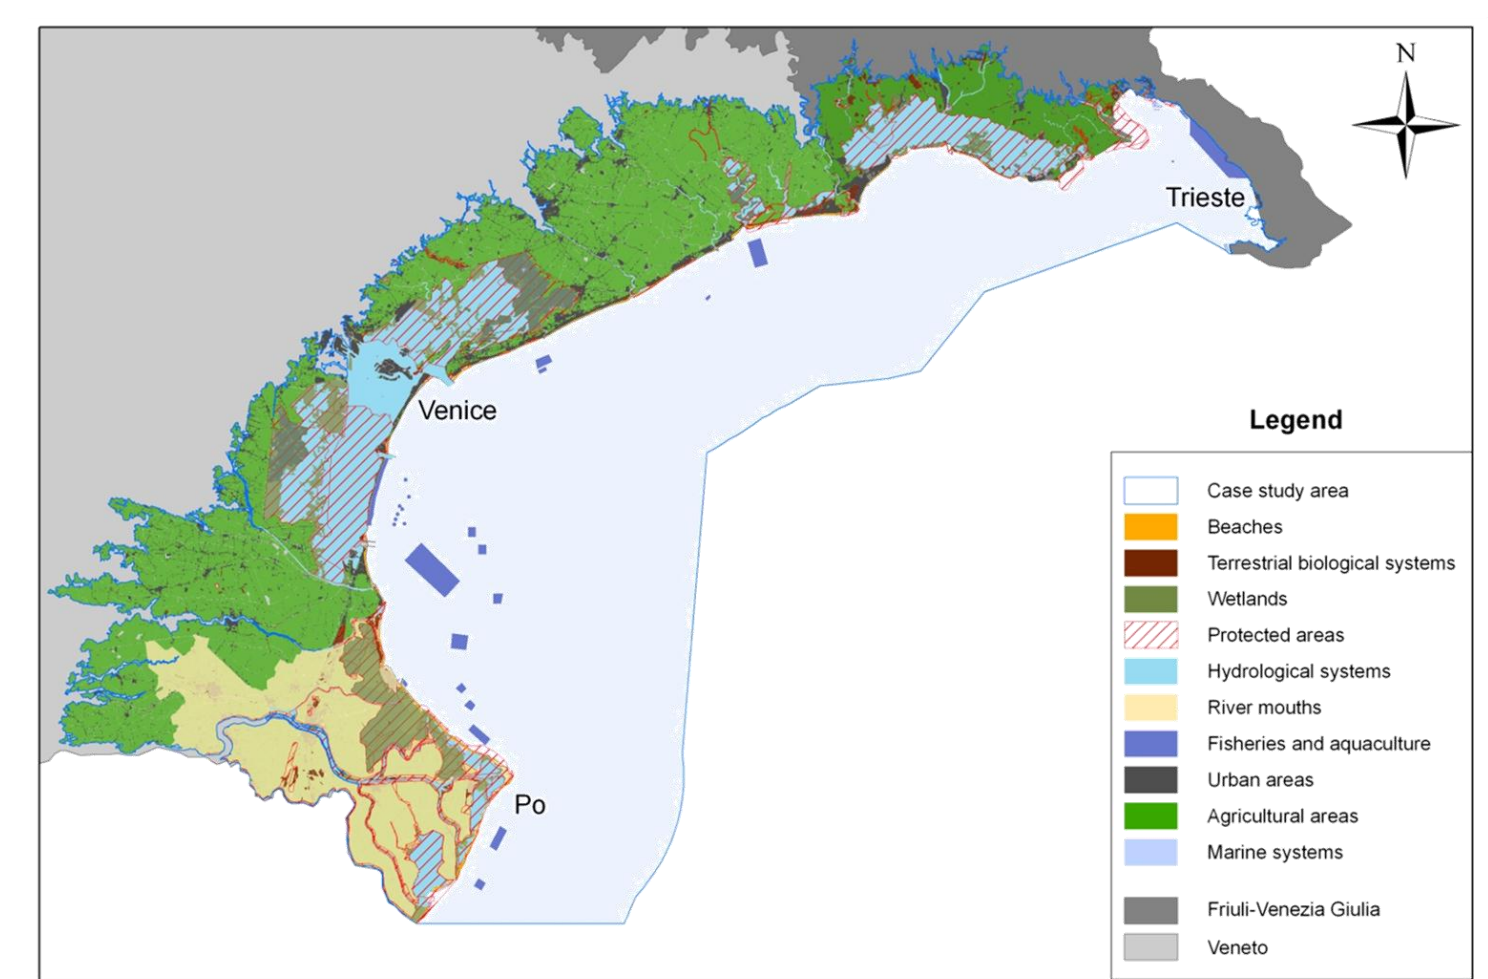 N
Trieste
Venice
Po
Legend
Case study area
Beaches
Terrestrial biological systems
Wetlands
Protected areas
Hydrological systems
River mouths
Fisheries and aquaculture
Urban areas
Agricultural areas
Marine systems
Friuli-Venezia Giulia
Veneto